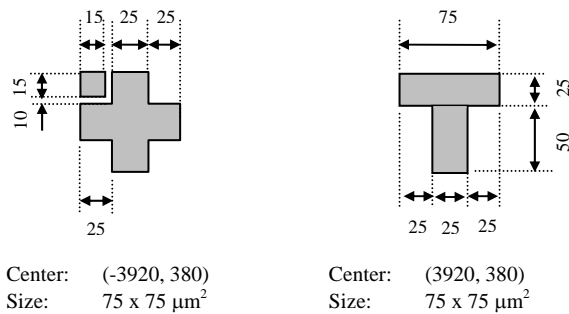 15 25 25
15
10
25
Center: (-3920, 380)
Size: 75 x 75 μm²
75
25
50
25 25 25
Center: (3920, 380)
Size: 75 x 75 μm²